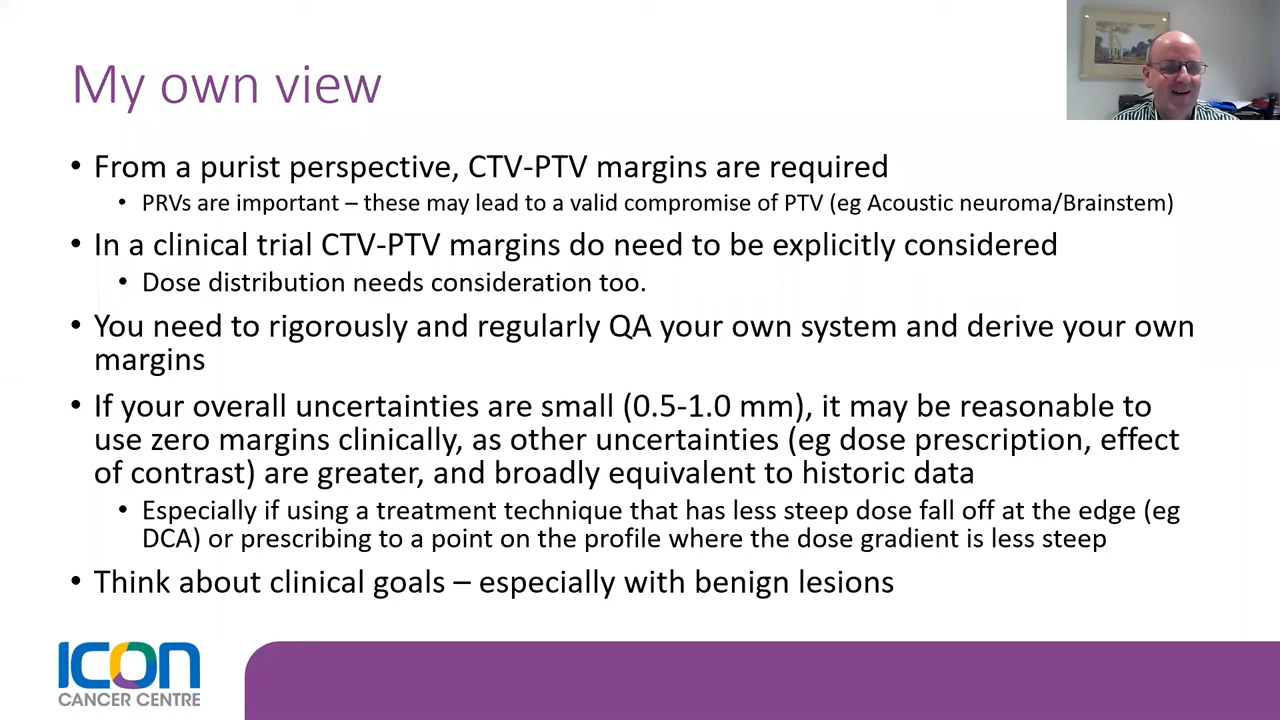 My own view
• From a purist perspective, CTV-PTV margins are required
• PRVs are important – these may lead to a valid compromise of PTV (eg Acoustic neuroma/Brainstem)
• In a clinical trial CTV-PTV margins do need to be explicitly considered
• Dose distribution needs consideration too.
• You need to rigorously and regularly QA your own system and derive your own
margins
• If your overall uncertainties are small (0.5-1.0 mm), it may be reasonable to
use zero margins clinically, as other uncertainties (eg dose prescription, effect
of contrast) are greater, and broadly equivalent to historic data
• Especially if using a treatment technique that has less steep dose fall off at the edge (eg
DCA) or prescribing to a point on the profile where the dose gradient is less steep
• Think about clinical goals – especially with benign lesions
ICON
CANCER CENTRE